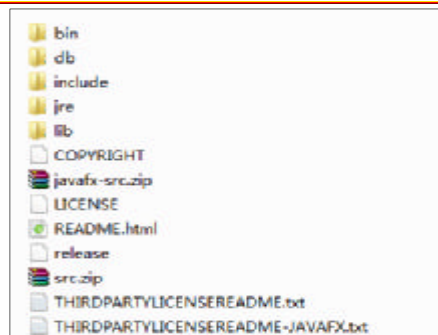 bin
db
include
jre
lib
COPYRIGHT
javafx-src.zip
LICENSE
README.html
release
src.zip
THIRDPARTYLICENSEREADME.txt
THIRDPARTYLICENSEREADME-JAVAFX.txt